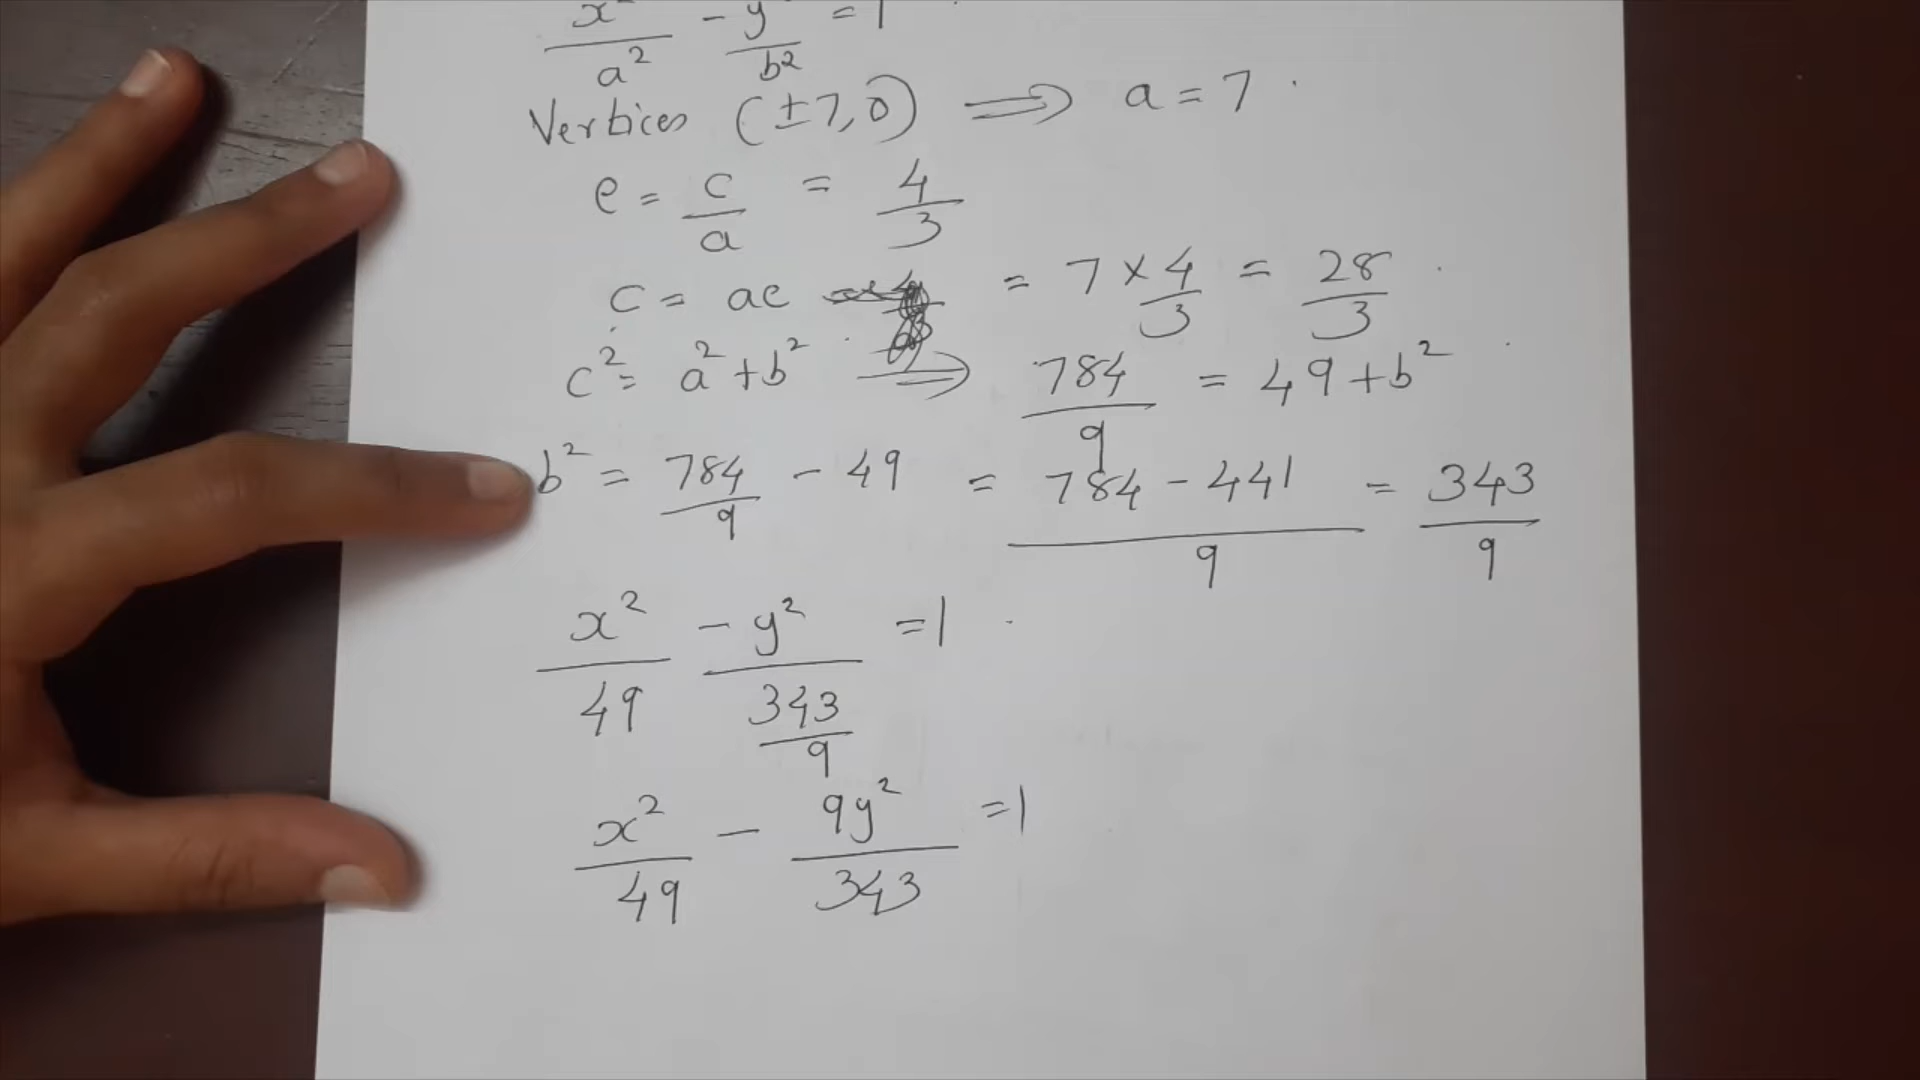 x² / a² - y² / b² = 1
Vertices (±7,0) ⟹ a = 7
e = c/a = 4/3
c = ae = 7 × 4/3 = 28/3
c² = a² + b² ⟹ 784/9 = 49 + b²
b² = 784/9 - 49 = (784 - 441)/9 = 343/9
x²/49 - y²/(343/9) = 1
x²/49 - 9y²/343 = 1